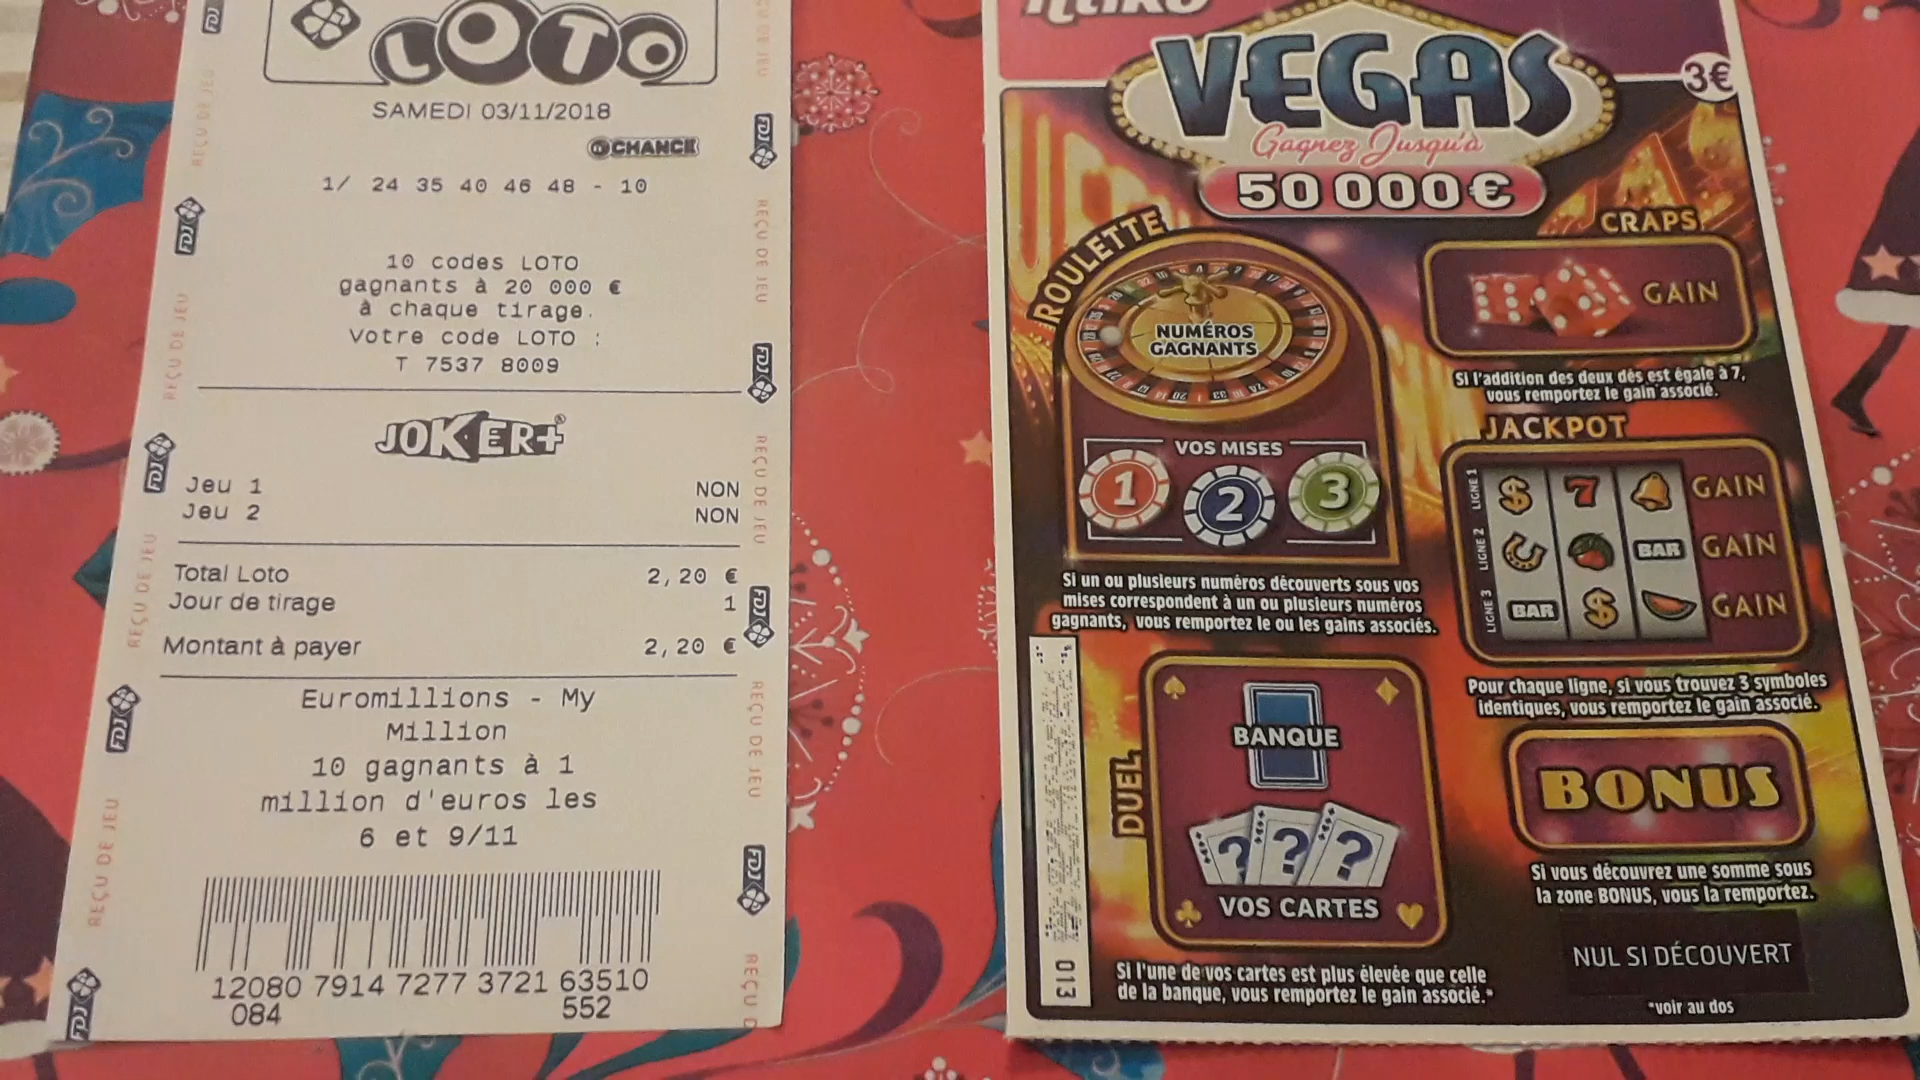 LOTO
SAMEDI 03/11/2018
N°CHANCE
1/ 24 35 40 46 48 - 10
10 codes LOTO
gagnants à 20 000 €
à chaque tirage.
Votre code LOTO :
T 7537 8009
JOKER+
Jeu 1 NON
Jeu 2 NON
Total Loto 2,20 €
Jour de tirage 1
Montant à payer 2,20 €
Euromillions - My
Million
10 gagnants à 1
million d'euros les
6 et 9/11
12080 7914 7277 3721 63510
084 552
FDJ
REÇU DE JEU
VEGAS
3€
Gagnez Jusqu'à
50 000€
ROULETTE
NUMÉROS
GAGNANTS
VOS MISES
1 2 3
Si un ou plusieurs numéros découverts sous vos
mises correspondent à un ou plusieurs numéros
gagnants, vous remportez le ou les gains associés.
CRAPS
GAIN
Si l'addition des deux dés est égale à 7,
vous remportez le gain associé.
JACKPOT
LIGNE 1 $ 7 GAIN
LIGNE 2 BAR GAIN
LIGNE 3 BAR $ GAIN
Pour chaque ligne, si vous trouvez 3 symboles
identiques, vous remportez le gain associé.
DUEL
BANQUE
? ? ?
VOS CARTES
Si l'une de vos cartes est plus élevée que celle
de la banque, vous remportez le gain associé.*
BONUS
Si vous découvrez une somme sous
la zone BONUS, vous la remportez.
NUL SI DÉCOUVERT
*voir au dos
013